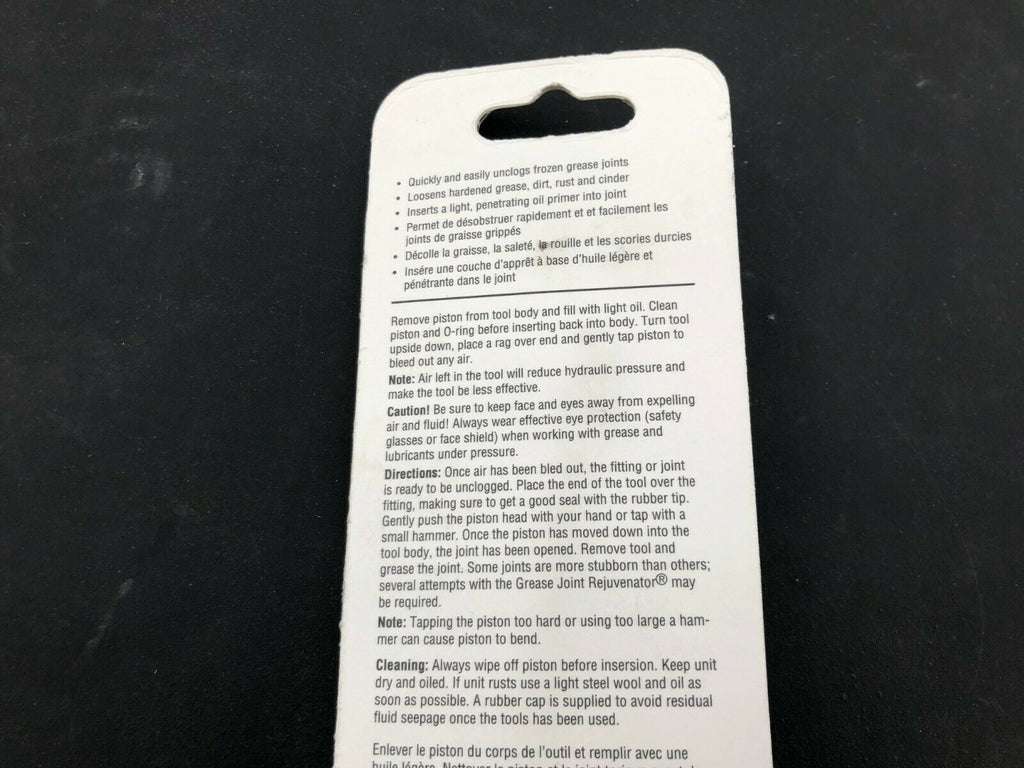 • Quickly and easily unclogs frozen grease joints
• Loosens hardened grease, dirt, rust and cinder
• Inserts a light, penetrating oil primer into joint
• Permet de désobstruer rapidement et et facilement les
joints de graisse grippés
• Décolle la graisse, la saleté, la rouille et les scories durcies
• Insére une couche d'apprêt à base d'huile légère et
pénétrante dans le joint
Remove piston from tool body and fill with light oil. Clean
piston and O-ring before inserting back into body. Turn tool
upside down, place a rag over end and gently tap piston to
bleed out any air.
Note: Air left in the tool will reduce hydraulic pressure and
make the tool be less effective.
Caution! Be sure to keep face and eyes away from expelling
air and fluid! Always wear effective eye protection (safety
glasses or face shield) when working with grease and
lubricants under pressure.
Directions: Once air has been bled out, the fitting or joint
is ready to be unclogged. Place the end of the tool over the
fitting, making sure to get a good seal with the rubber tip.
Gently push the piston head with your hand or tap with a
small hammer. Once the piston has moved down into the
tool body, the joint has been opened. Remove tool and
grease the joint. Some joints are more stubborn than others;
several attempts with the Grease Joint Rejuvenator® may
be required.
Note: Tapping the piston too hard or using too large a ham-
mer can cause piston to bend.
Cleaning: Always wipe off piston before insersion. Keep unit
dry and oiled. If unit rusts use a light steel wool and oil as
soon as possible. A rubber cap is supplied to avoid residual
fluid seepage once the tools has been used.
Enlever le piston du corps de l'outil et remplir avec une
huile légère. Nettoyer le piston et le joint